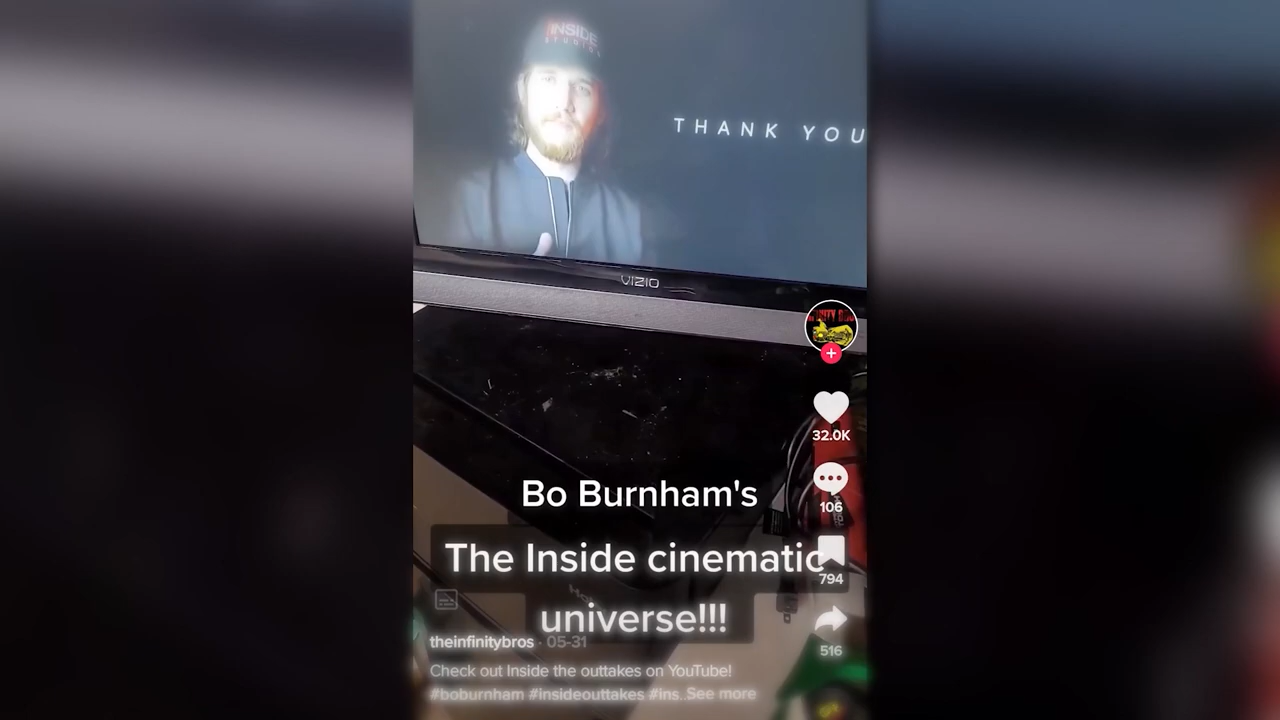 INSIDE
STUDIOS
THANK YOU
VIZIO
32.0K
106
794
516
Bo Burnham's
The Inside cinematic
universe!!!
theinfinitybros · 05-31
Check out Inside the outtakes on YouTube!
#boburnham #insideouttakes #ins..See more